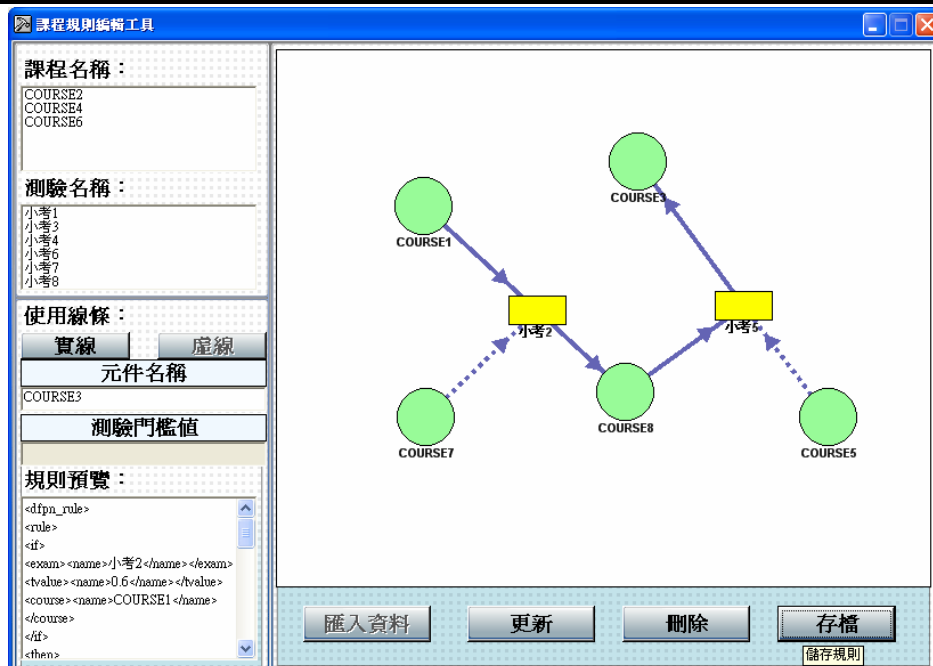 課程規則編輯工具
課程名稱：
COURSE2
COURSE4
COURSE6
測驗名稱：
小考1
小考3
小考4
小考6
小考7
小考8
使用線條：
實線
虛線
元件名稱
COURSE3
測驗門檻值
規則預覽：
<dfpn_rule>
<rule>
<if>
<exam><name>小考2</name></exam>
<tvalue><name>0.6</name></tvalue>
<course><name>COURSE1</name>
</course>
</if>
<then>
COURSE3
COURSE1
小考2
小考5
COURSE8
COURSE7
COURSE5
匯入資料
更新
刪除
存檔
儲存規則